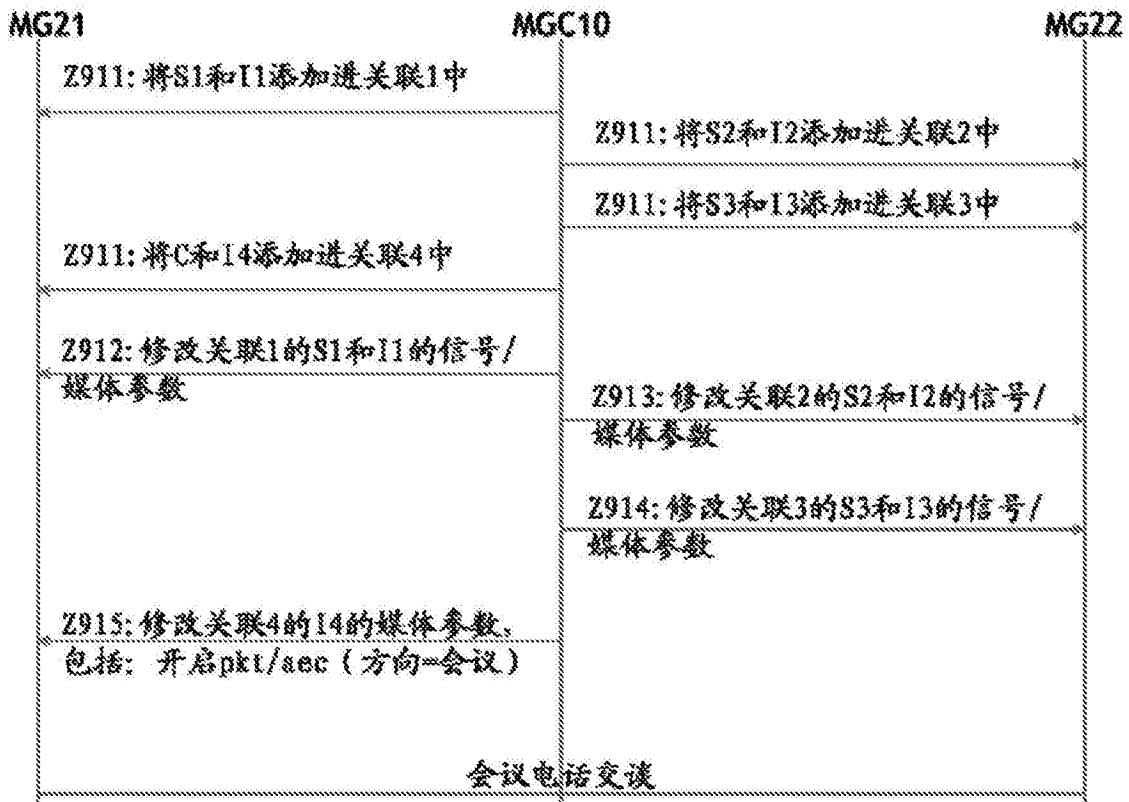 MG21
MGC10
MG22
Z911:将S1和I1添加进关联1中
Z911:将S2和I2添加进关联2中
Z911:将S3和I3添加进关联3中
Z911:将C和I4添加进关联4中
Z912:修改关联1的S1和I1的信号/
媒体参数
Z913:修改关联2的S2和I2的信号/
媒体参数
Z914:修改关联3的S3和I3的信号/
媒体参数
Z915:修改关联4的I4的媒体参数,
包括: 开启pkt/aec(方向=会议)
会议电话交谈